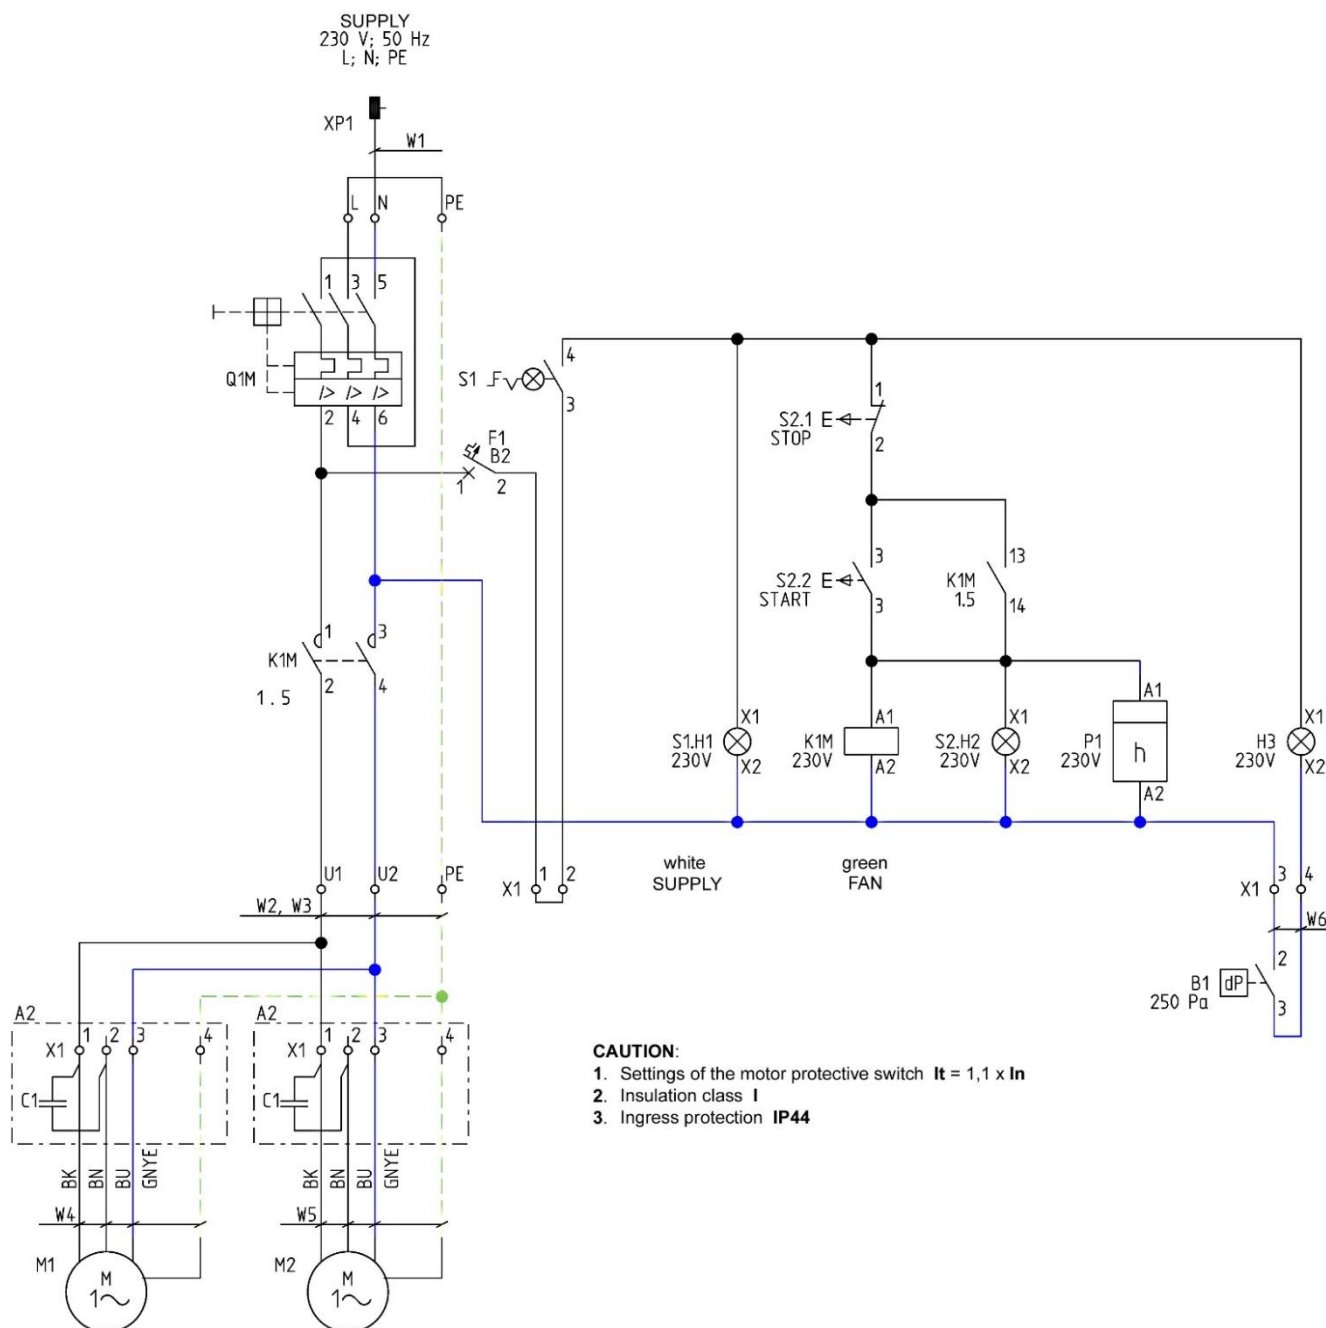 SUPPLY
230 V; 50 Hz
L; N; PE
XP1
W1
L N PE
1 3 5
Q1M
I> I> I>
2 4 6
F1
B2
1 2
S1
4
3
1
S2.1 E
STOP
2
3
S2.2 E
START
3
13
K1M
1.5
14
1 3
K1M
2 4
1.5
X1
S1.H1
230V
X2
A1
K1M
230V
A2
X1
S2.H2
230V
X2
A1
P1
230V
h
A2
X1
H3
230V
X2
white
SUPPLY
green
FAN
U1 U2 PE
X1 1 2
X1 3 4
W2, W3
W6
2
B1 dP
250 Pa
3
A2
1 2 3 4
X1
C1
BK BN BU GNYE
W4
M1
M
1~
A2
1 2 3 4
X1
C1
BK BN BU GNYE
W5
M2
M
1~
CAUTION:
1. Settings of the motor protective switch It = 1,1 x In
2. Insulation class I
3. Ingress protection IP44